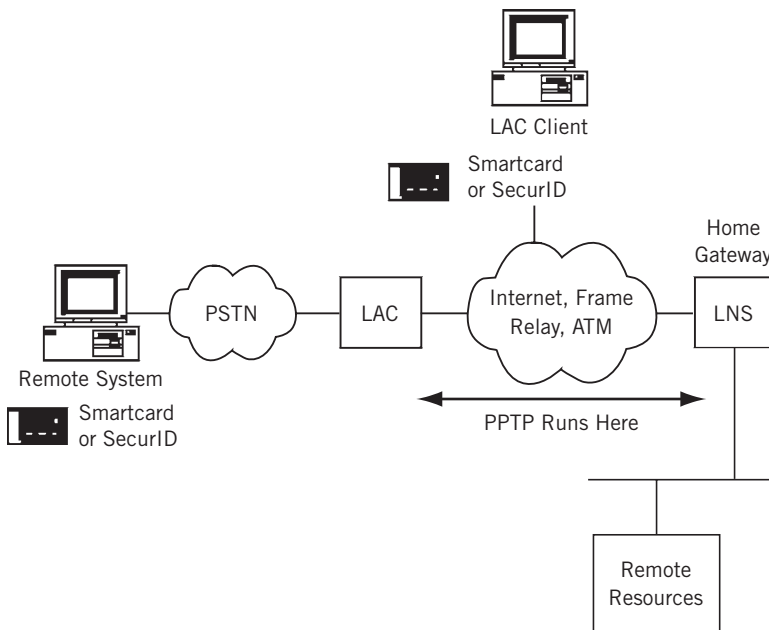 LAC Client
Smartcard
or SecurID
Home
Gateway
PSTN
LAC
Internet, Frame
Relay, ATM
LNS
Remote System
Smartcard
or SecurID
PPTP Runs Here
Remote
Resources